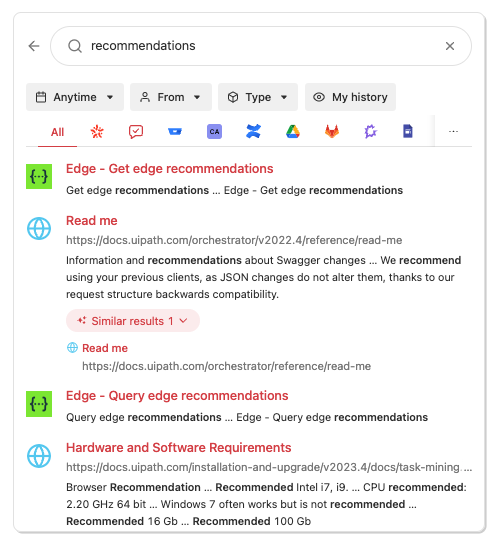 recommendations
Anytime From Type My history
All CA ...
{··} Edge - Get edge recommendations
Get edge recommendations ... Edge - Get edge recommendations
Read me
https://docs.uipath.com/orchestrator/v2022.4/reference/read-me
Information and recommendations about Swagger changes ... We recommend
using your previous clients, as JSON changes do not alter them, thanks to our
request structure backwards compatibility.
Similar results 1
Read me
https://docs.uipath.com/orchestrator/reference/read-me
{··} Edge - Query edge recommendations
Query edge recommendations ... Edge - Query edge recommendations
Hardware and Software Requirements
https://docs.uipath.com/installation-and-upgrade/v2023.4/docs/task-mining ...
Browser Recommendation ... Recommended Intel i7, i9. ... CPU recommended:
2.20 GHz 64 bit ... Windows 7 often works but is not recommended ...
Recommended 16 Gb ... Recommended 100 Gb